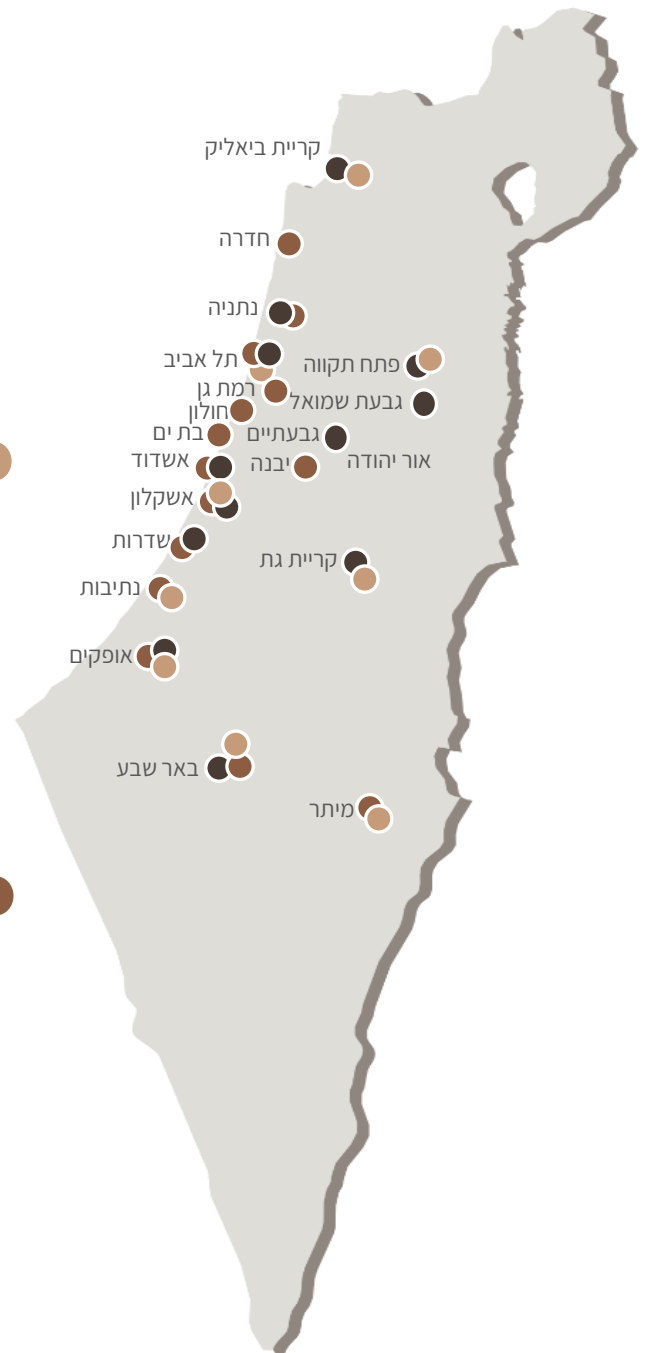 קריית ביאליק
חדרה
נתניה
תל אביב
פתח תקווה
רמת גן
גבעת שמואל
חולון
בת ים
גבעתיים
אשדוד
יבנה
אור יהודה
אשקלון
שדרות
קריית גת
נתיבות
אופקים
באר שבע
מיתר